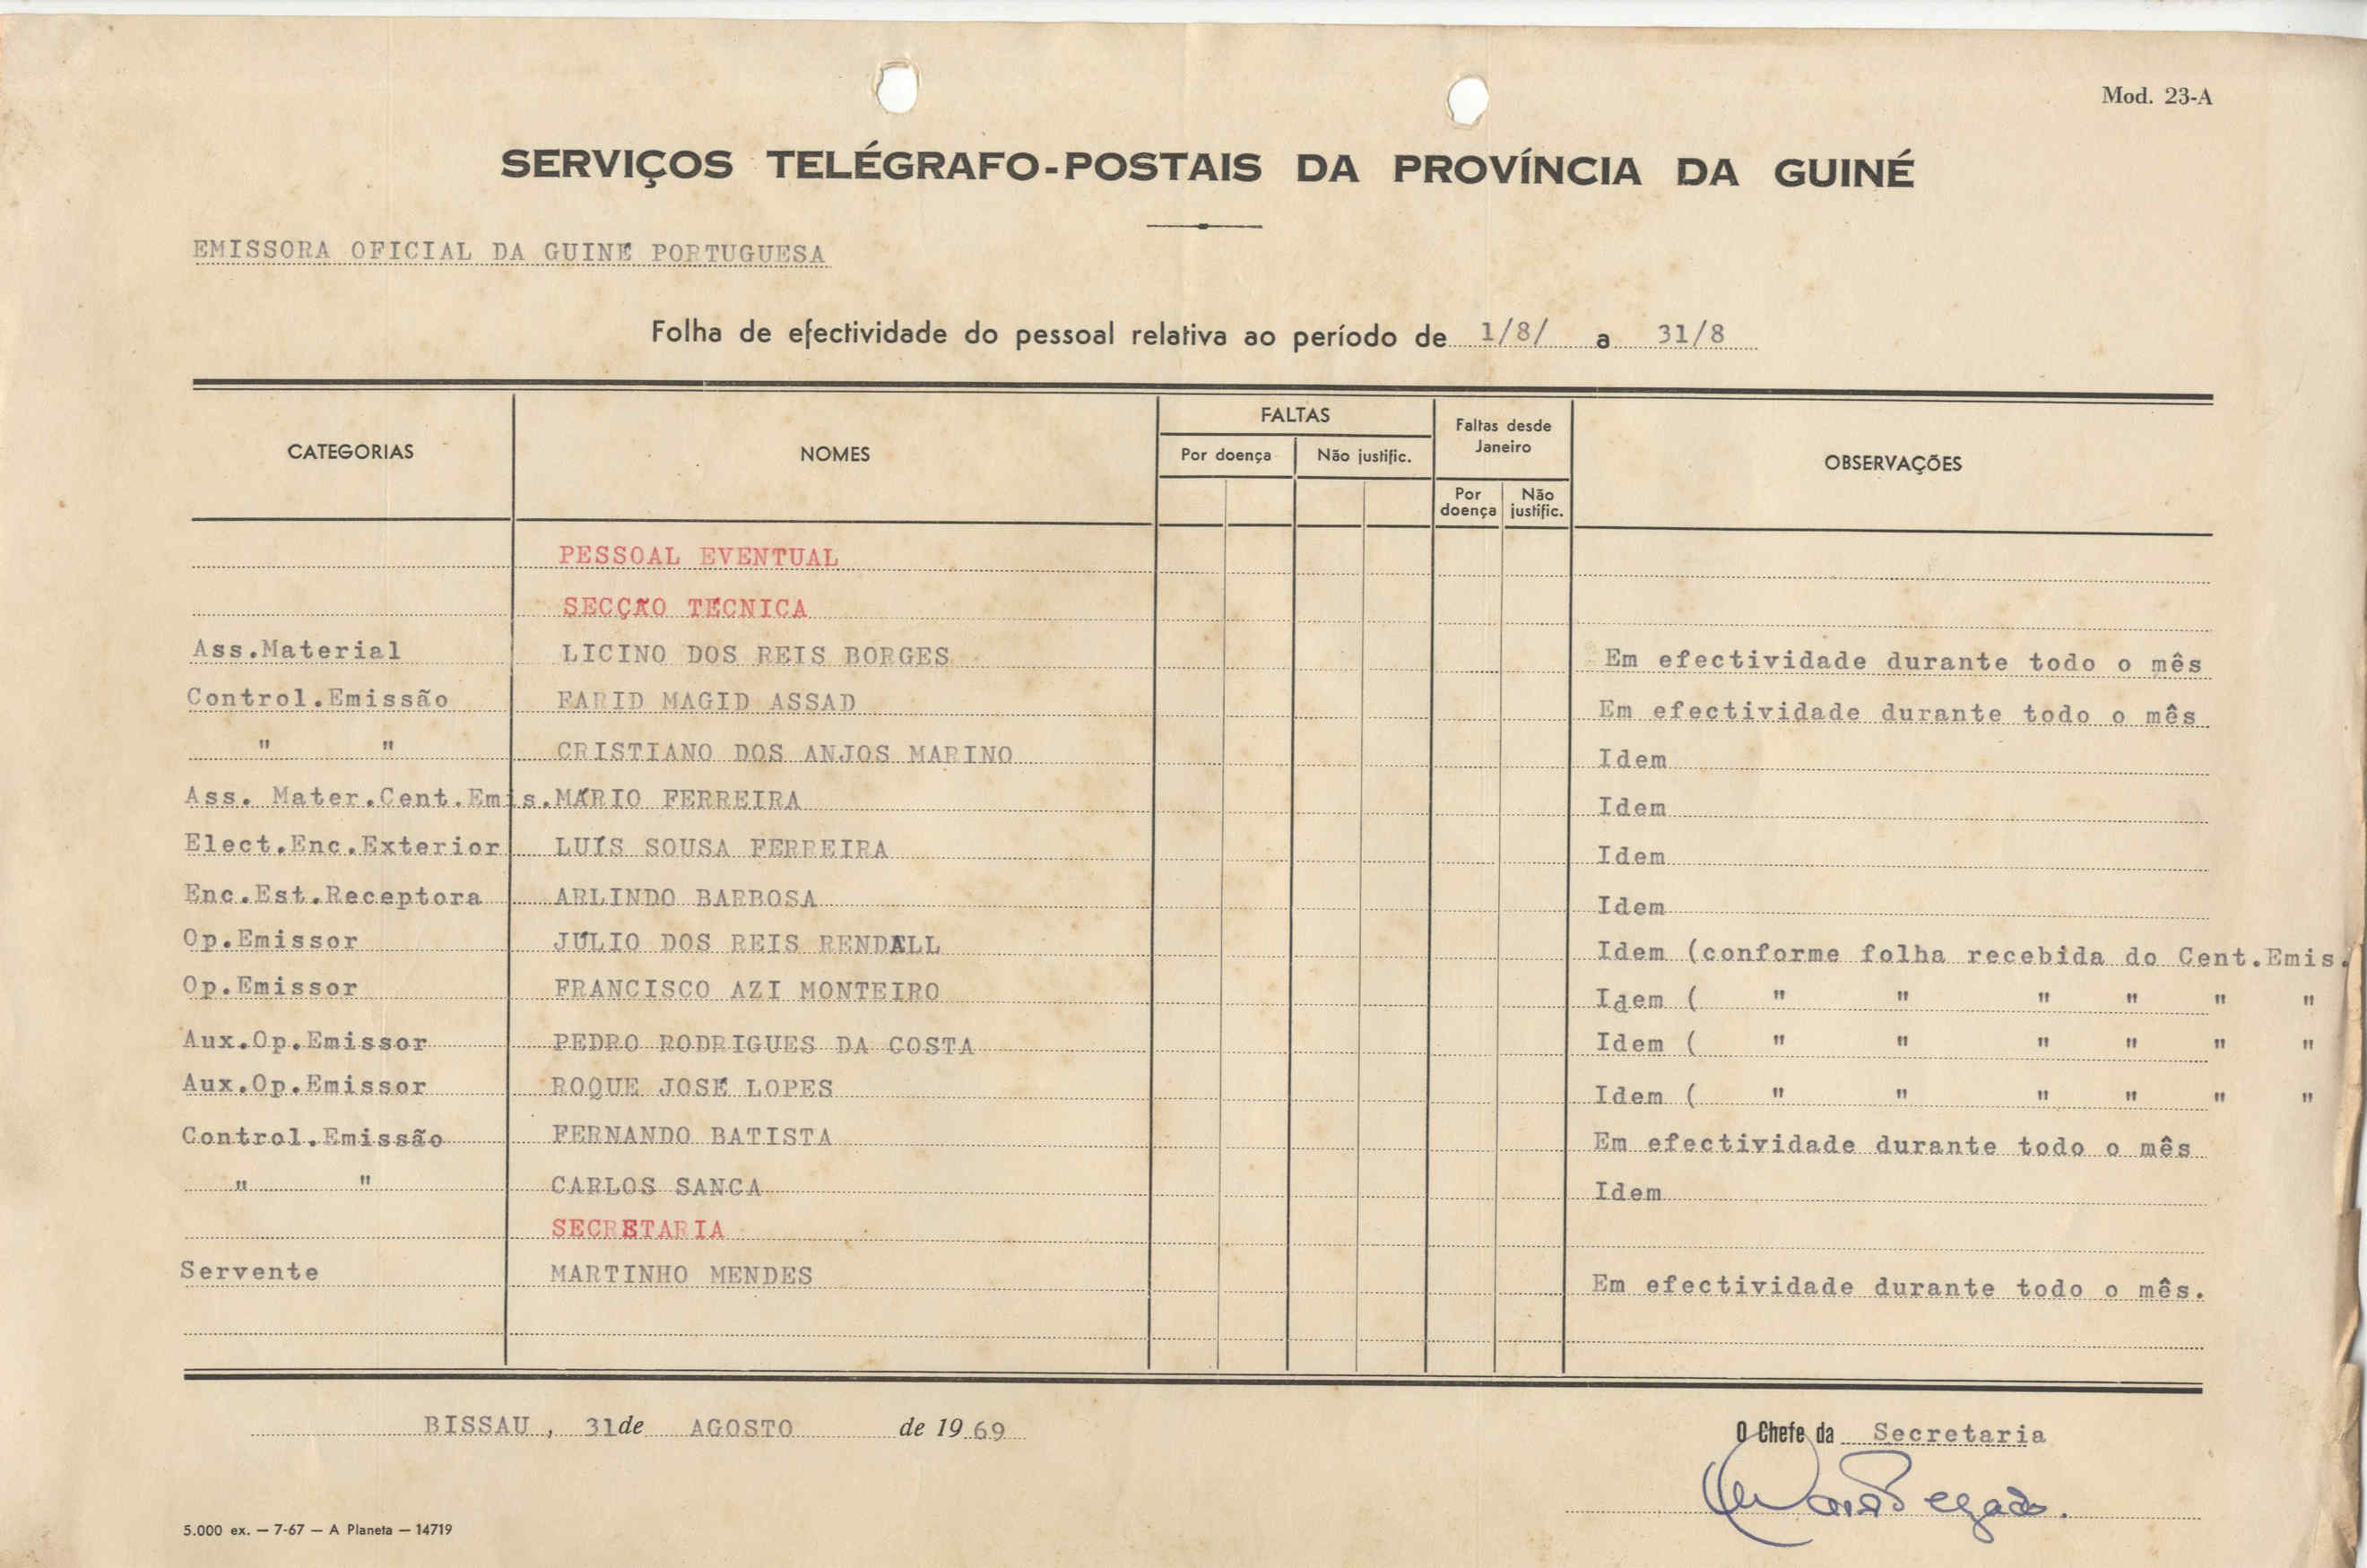 Mod. 23-A
SERVIÇOS TELÉGRAFO-POSTAIS DA PROVÍNCIA DA GUINÉ
EMISSORA OFICIAL DA GUINÉ PORTUGUESA
Folha de efectividade do pessoal relativa ao período de 1/8/ a 31/8
CATEGORIAS NOMES FALTAS Faltas desde Janeiro OBSERVAÇÕES
Por doença Não justific.
Por doença Não justific.
PESSOAL EVENTUAL
SECÇÃO TÉCNICA
Ass.Material LICINO DOS REIS BORGES Em efectividade durante todo o mês
Control.Emissão FARID MAGID ASSAD Em efectividade durante todo o mês
" " CRISTIANO DOS ANJOS MARINO Idem
Ass. Mater.Cent.Emis. MÁRIO FERREIRA Idem
Elect.Enc.Exterior LUÍS SOUSA FERREIRA Idem
Enc.Est.Receptora ARLINDO BARBOSA Idem
Op.Emissor JÚLIO DOS REIS RENDALL Idem (conforme folha recebida do Cent.Emis.
Op.Emissor FRANCISCO AZI MONTEIRO Idem ( " " " " " "
Aux.Op.Emissor PEDRO RODRIGUES DA COSTA Idem ( " " " " " "
Aux.Op.Emissor ROQUE JOSÉ LOPES Idem ( " " " " " "
Control.Emissão FERNANDO BATISTA Em efectividade durante todo o mês
" " CARLOS SANCA Idem
SECRETARIA
Servente MARTINHO MENDES Em efectividade durante todo o mês.
BISSAU, 31 de AGOSTO de 1969
O Chefe da Secretaria
5.000 ex. — 7-67 — A Planeta — 14719